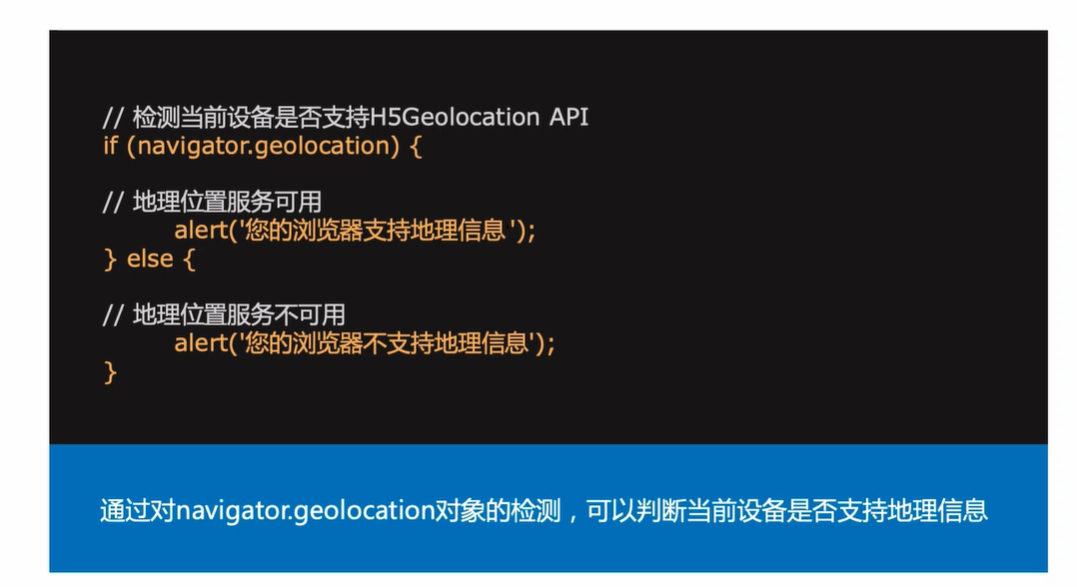 // 检测当前设备是否支持H5Geolocation API
if (navigator.geolocation) {
// 地理位置服务可用
alert('您的浏览器支持地理信息');
} else {
// 地理位置服务不可用
alert('您的浏览器不支持地理信息');
}
通过对navigator.geolocation对象的检测，可以判断当前设备是否支持地理信息